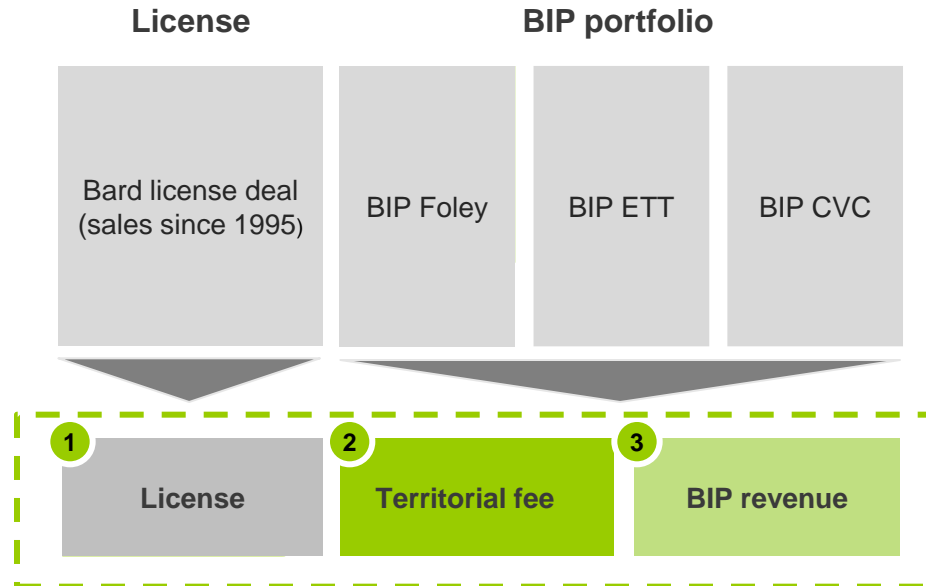 License
BIP portfolio
Bard license deal
(sales since 1995)
BIP Foley
BIP ETT
BIP CVC
1
2
3
License
Territorial fee
BIP revenue